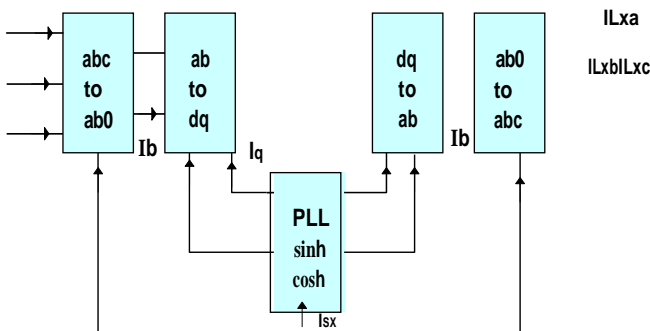 ILxa
ILxbILxc
abc
to
ab0
ab
to
dq
dq
to
ab
ab0
to
abc
Ib
Iq
Ib
PLL
sinh
cosh
Isx